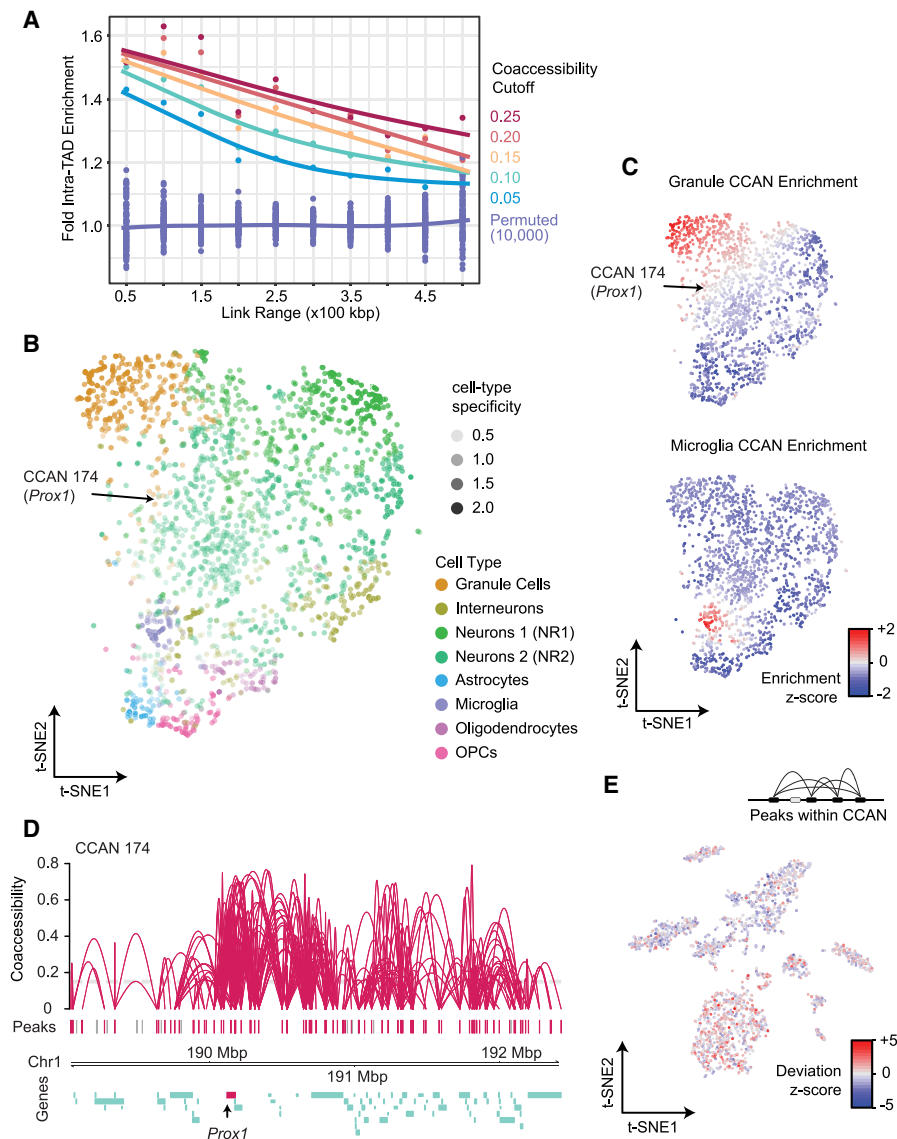 A
Fold Intra-TAD Enrichment
1.6
1.4
1.2
1.0
0.5
1.0
1.5
2.5
3.5
4.5
Link Range (x100 kbp)
Coaccessibility
Cutoff
0.25
0.20
0.15
0.10
0.05
Permuted
(10,000)
B
CCAN 174
(Prox1)
cell-type
specificity
0.5
1.0
1.5
2.0
Cell Type
Granule Cells
Interneurons
Neurons 1 (NR1)
Neurons 2 (NR2)
Astrocytes
Microglia
Oligodendrocytes
OPCs
t-SNE2
t-SNE1
C
Granule CCAN Enrichment
CCAN 174
(Prox1)
Microglia CCAN Enrichment
+2
0
-2
Enrichment
z-score
t-SNE2
t-SNE1
D
CCAN 174
Coaccessibility
0.8
0.6
0.4
0.2
0
Peaks
Chr1
190 Mbp
191 Mbp
192 Mbp
Genes
Prox1
E
Peaks within CCAN
+5
0
-5
Deviation
z-score
t-SNE2
t-SNE1